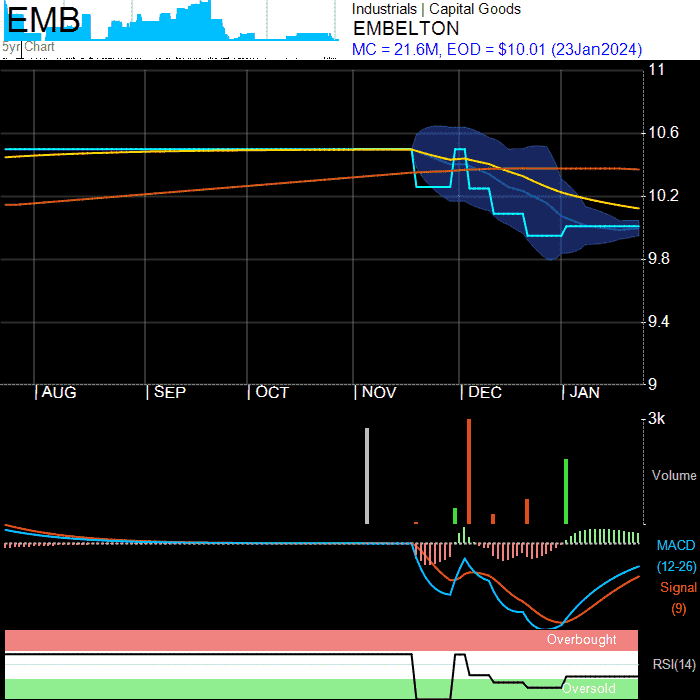 EMB
5yr Chart
Industrials | Capital Goods
EMBELTON
MC = 21.6M, EOD = $10.01 (23Jan2024)
11
10.6
10.2
9.8
9.4
9
AUG SEP OCT NOV DEC JAN
3k
Volume
MACD
(12-26)
Signal
(9)
Overbought
RSI(14)
Oversold